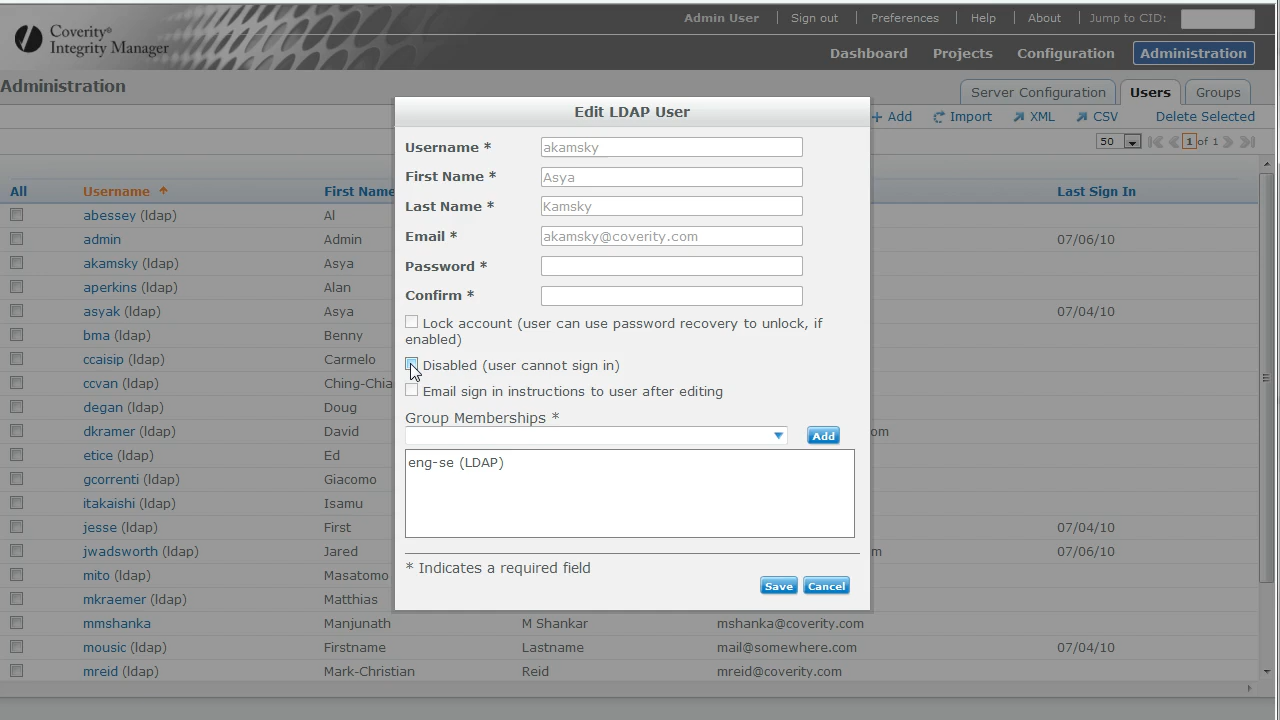 Admin User Sign out Preferences Help About Jump to CID:
Coverity®
Integrity Manager
Dashboard Projects Configuration Administration
Administration
Server Configuration Users Groups
Add Import XML CSV Delete Selected
50 1 of 1
All Username First Name Last Sign In
abessey (ldap) Al
admin Admin 07/06/10
akamsky (ldap) Asya
aperkins (ldap) Alan
asyak (ldap) Asya 07/04/10
bma (ldap) Benny
ccaisip (ldap) Carmelo
ccvan (ldap) Ching-Chia
degan (ldap) Doug
dkramer (ldap) David om
etice (ldap) Ed
gcorrenti (ldap) Giacomo
itakaishi (ldap) Isamu
jesse (ldap) First 07/04/10
jwadsworth (ldap) Jared m 07/06/10
mito (ldap) Masatomo
mkraemer (ldap) Matthias
mmshanka Manjunath M Shankar mshanka@coverity.com
mousic (ldap) Firstname Lastname mail@somewhere.com 07/04/10
mreid (ldap) Mark-Christian Reid mreid@coverity.com
Edit LDAP User
Username * akamsky
First Name * Asya
Last Name * Kamsky
Email * akamsky@coverity.com
Password *
Confirm *
Lock account (user can use password recovery to unlock, if
enabled)
Disabled (user cannot sign in)
Email sign in instructions to user after editing
Group Memberships *
Add
eng-se (LDAP)
* Indicates a required field
Save Cancel